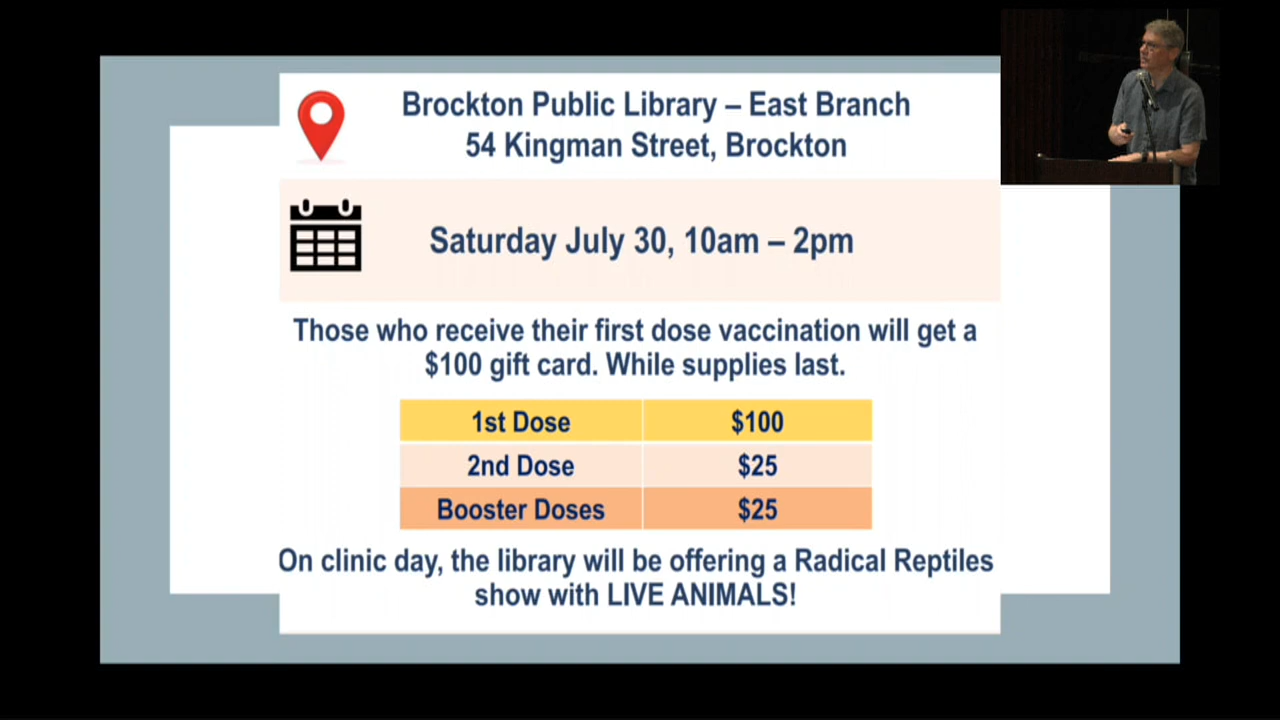 Brockton Public Library – East Branch
54 Kingman Street, Brockton
Saturday July 30, 10am – 2pm
Those who receive their first dose vaccination will get a
$100 gift card. While supplies last.
1st Dose $100
2nd Dose $25
Booster Doses $25
On clinic day, the library will be offering a Radical Reptiles
show with LIVE ANIMALS!